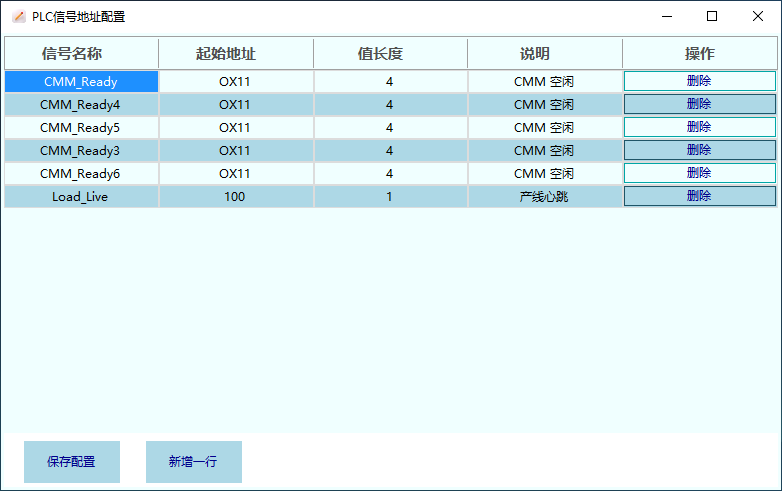 PLC信号地址配置
信号名称 起始地址 值长度 说明 操作
CMM_Ready OX11 4 CMM 空闲 删除
CMM_Ready4 OX11 4 CMM 空闲 删除
CMM_Ready5 OX11 4 CMM 空闲 删除
CMM_Ready3 OX11 4 CMM 空闲 删除
CMM_Ready6 OX11 4 CMM 空闲 删除
Load_Live 100 1 产线心跳 删除
保存配置 新增一行